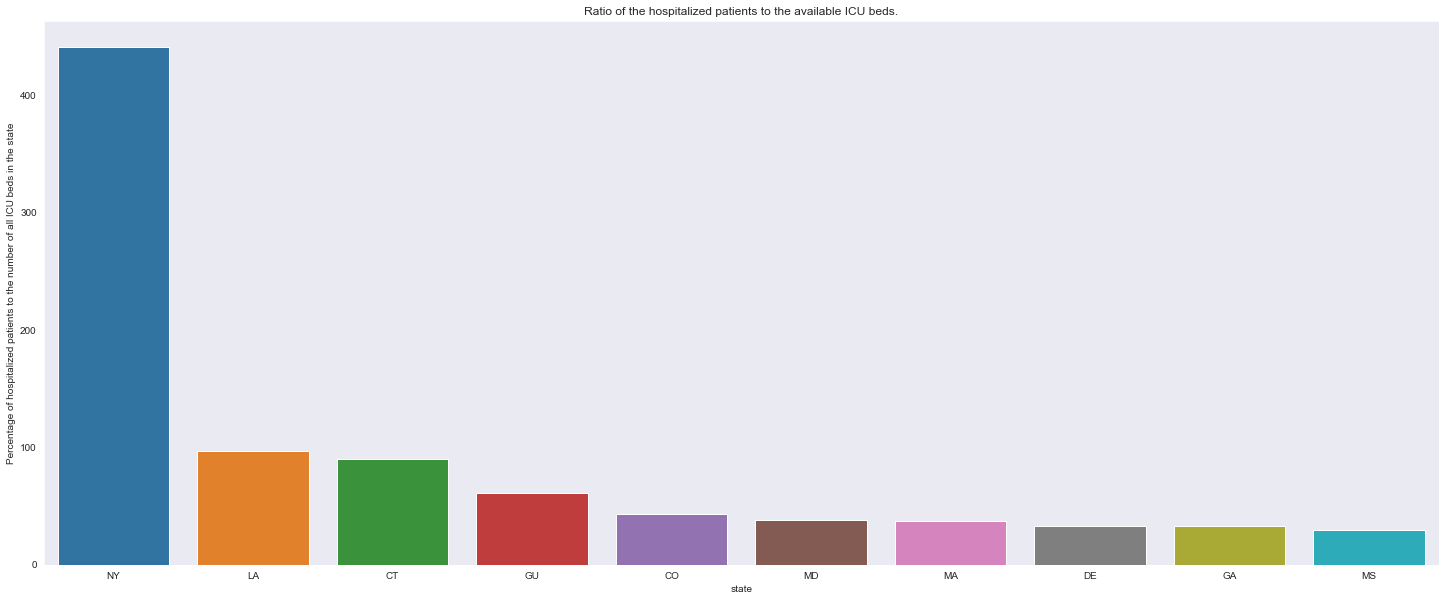 Ratio of the hospitalized patients to the available ICU beds.
Percentage of hospitalized patients to the number of all ICU beds in the state
400
300
200
100
0
NY LA CT GU CO MD MA DE GA MS
state